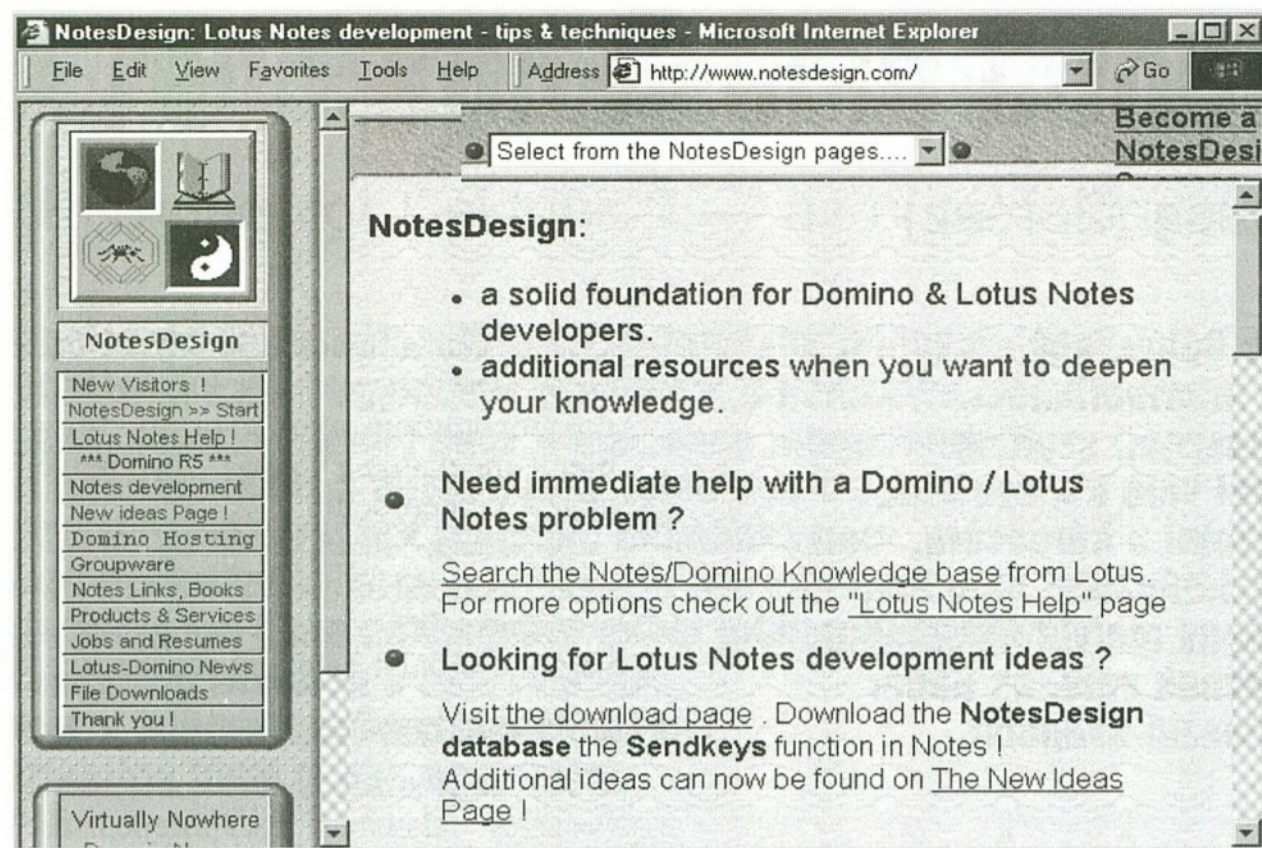 NotesDesign: Lotus Notes development - tips & techniques - Microsoft Internet Explorer
File Edit View Favorites Tools Help Address http://www.notesdesign.com/ Go
Select from the NotesDesign pages....
Become a
NotesDesi
NotesDesign
New Visitors !
NotesDesign >> Start
Lotus Notes Help !
*** Domino R5 ***
Notes development
New ideas Page !
Domino Hosting
Groupware
Notes Links, Books
Products & Services
Jobs and Resumes
Lotus-Domino News
File Downloads
Thank you !
Virtually Nowhere
NotesDesign:
• a solid foundation for Domino & Lotus Notes
developers.
• additional resources when you want to deepen
your knowledge.
Need immediate help with a Domino / Lotus
Notes problem ?
Search the Notes/Domino Knowledge base from Lotus.
For more options check out the "Lotus Notes Help" page
Looking for Lotus Notes development ideas ?
Visit the download page . Download the NotesDesign
database the Sendkeys function in Notes !
Additional ideas can now be found on The New Ideas
Page !